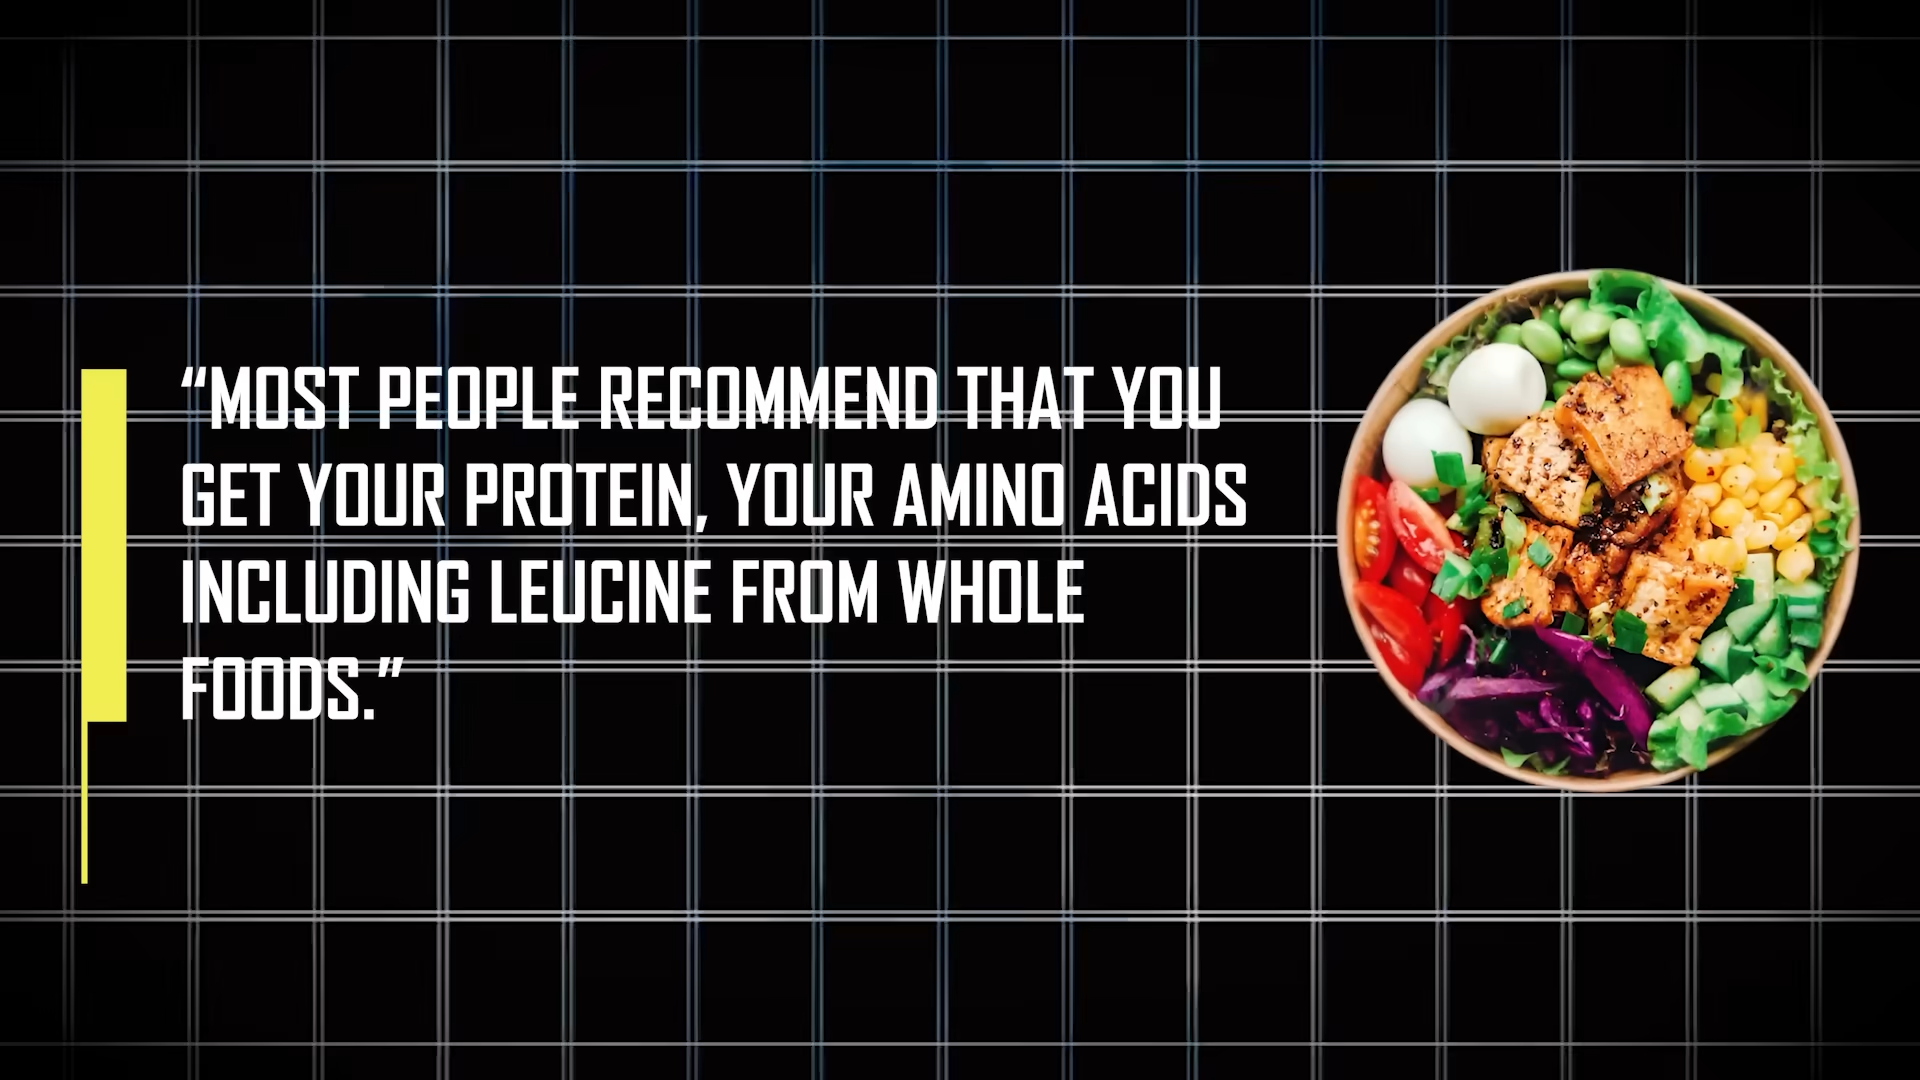 “MOST PEOPLE RECOMMEND THAT YOU
GET YOUR PROTEIN, YOUR AMINO ACIDS
INCLUDING LEUCINE FROM WHOLE
FOODS.”